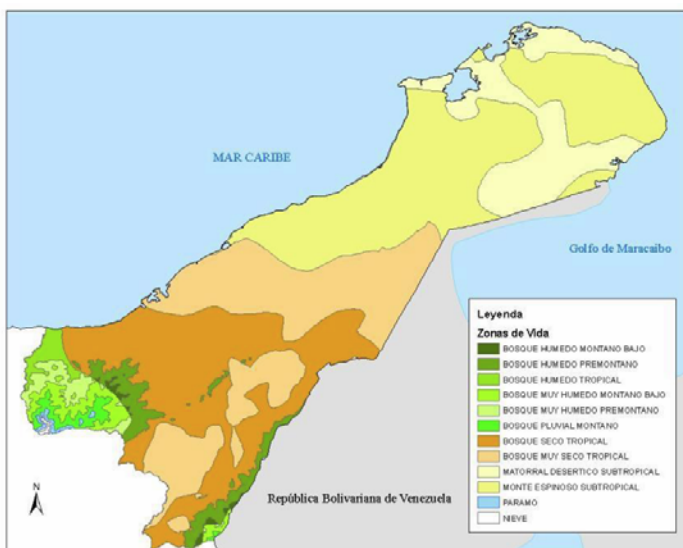 MAR CARIBE
Golfo de Maracaibo
Leyenda
Zonas de Vida
BOSQUE HUMEDO MONTANO BAJO
BOSQUE HUMEDO PREMONTANO
BOSQUE HUMEDO TROPICAL
BOSQUE MUY HUMEDO MONTANO BAJO
BOSQUE MUY HUMEDO PREMONTANO
BOSQUE PLUVIAL MONTANO
BOSQUE SECO TROPICAL
BOSQUE MUY SECO TROPICAL
MATORRAL DESERTICO SUBTROPICAL
MONTE ESPINOSO SUBTROPICAL
PARAMO
NIEVE
N
República Bolivariana de Venezuela